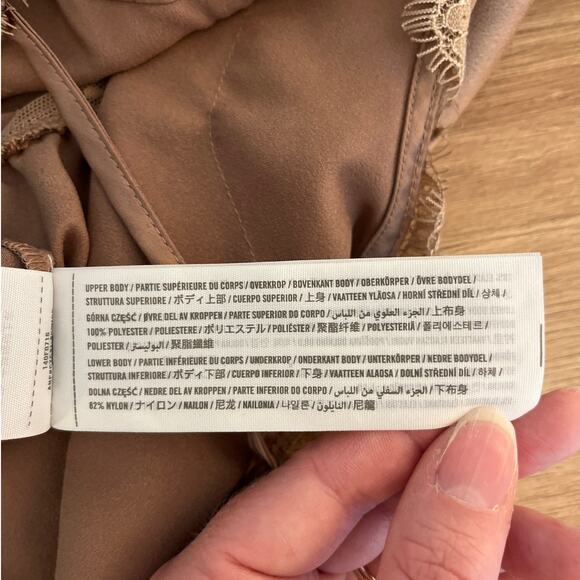 UPPER BODY / PARTIE SUPÉRIEURE DU CORPS / OVERKROP / BOVENKANT BODY / OBERKÖRPER / ÖVRE BODYDEL /
STRUTTURA SUPERIORE / ボディ上部 / CUERPO SUPERIOR / 上身 / VAATTEEN YLÄOSA / HORNÍ STŘEDNÍ DÍL / 상체 /
GÓRNA CZĘŚĆ / ØVRE DEL AV KROPPEN / PARTE SUPERIOR DO CORPO / الجزء العلوي من اللباس / 上布身
100% POLYESTER / POLIESTERE / ポリエステル / POLIÉSTER / 聚酯纤维 / POLYESTERIÄ / 폴리에스테르 /
POLIESTER / البوليستر / 聚酯纖維
LOWER BODY / PARTIE INFÉRIEURE DU CORPS / UNDERKROP / ONDERKANT BODY / UNTERKÖRPER / NEDRE BODYDEL /
STRUTTURA INFERIORE / ボディ下部 / CUERPO INFERIOR / 下身 / VAATTEEN ALAOSA / DOLNÍ STŘEDNÍ DÍL / 하체 /
DOLNA CZĘŚĆ / NEDRE DEL AV KROPPEN / PARTE INFERIOR DO CORPO / الجزء السفلي من اللباس / 下布身
82% NYLON / ナイロン / NAILON / 尼龙 / NAILONIA / 나일론 / النايلون / 尼龍
140F0716